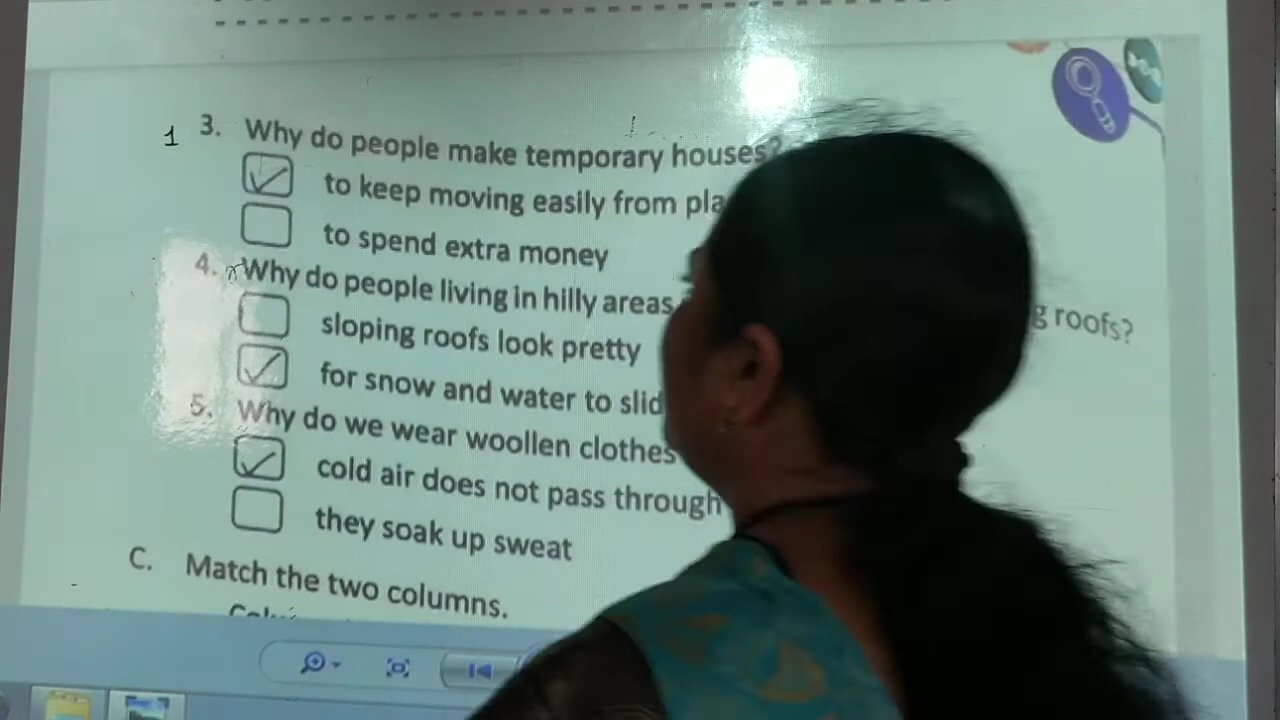 1 3. Why do people make temporary houses?
to keep moving easily from pla
to spend extra money
4. Why do people living in hilly areas g roofs?
sloping roofs look pretty
for snow and water to slid
5. Why do we wear woollen clothes
cold air does not pass through
they soak up sweat
C. Match the two columns.